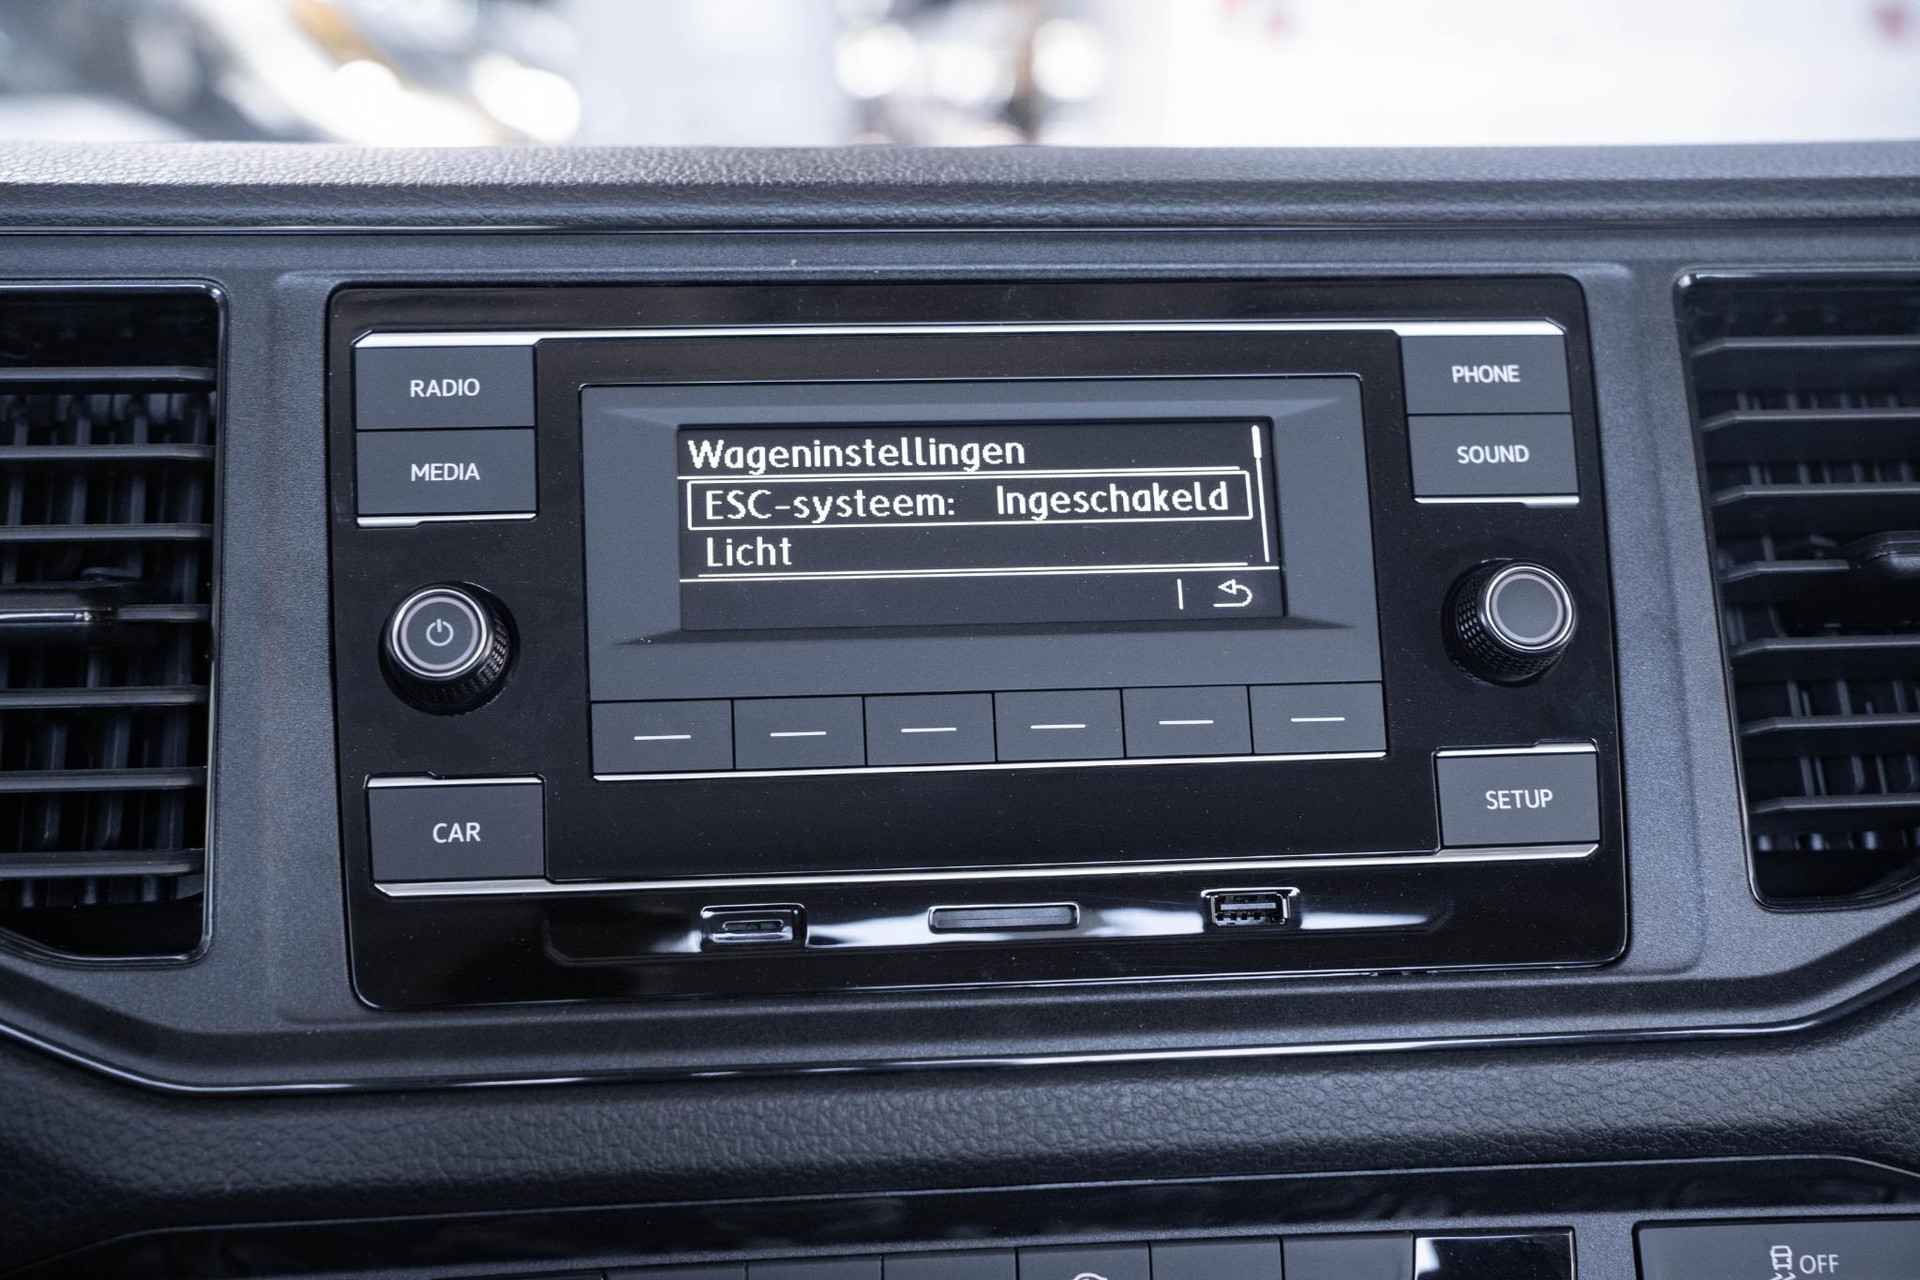 RADIO
PHONE
MEDIA
SOUND
Wageninstellingen
ESC-systeem: Ingeschakeld
Licht
CAR
SETUP
OFF